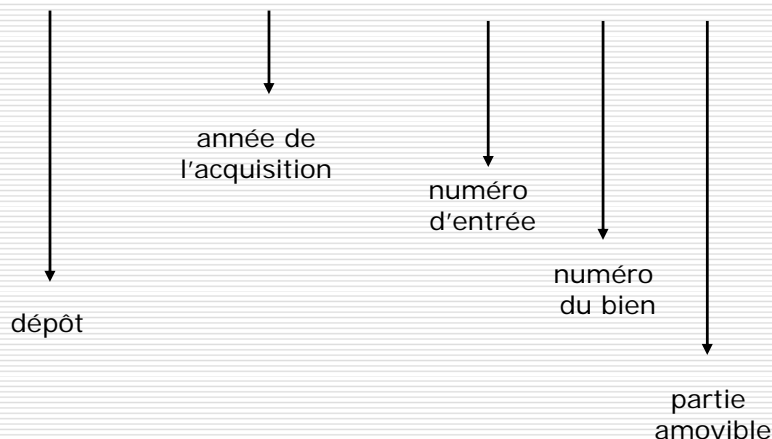 année de
l'acquisition
numéro
d'entrée
numéro
du bien
dépôt
partie
amovible